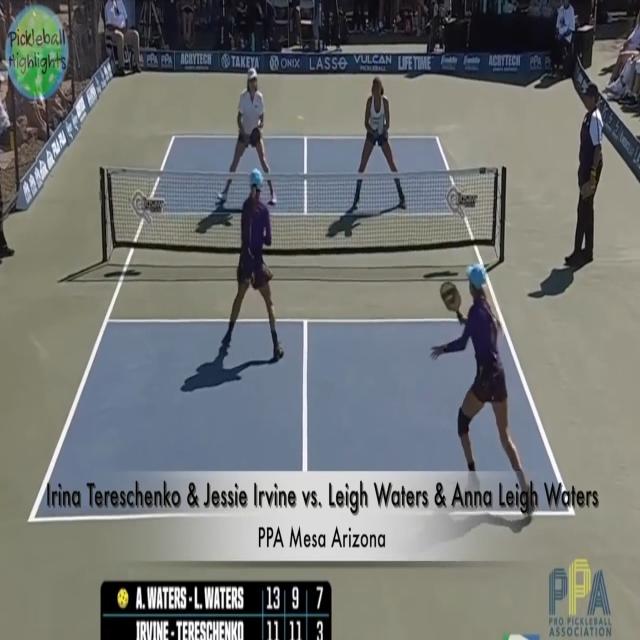 Pickleball
Highlights
ACRYTECH
TAKEYA
ONIX
LASSO
VULCAN
LIFETIME
ACRYTECH
Irina Tereschenko & Jessie Irvine vs. Leigh Waters & Anna Leigh Waters
PPA Mesa Arizona
A. WATERS - L. WATERS 13 9 7
IRVINE - TERESCHENKO 11 11 3
PPA
PRO PICKLEBALL
ASSOCIATION